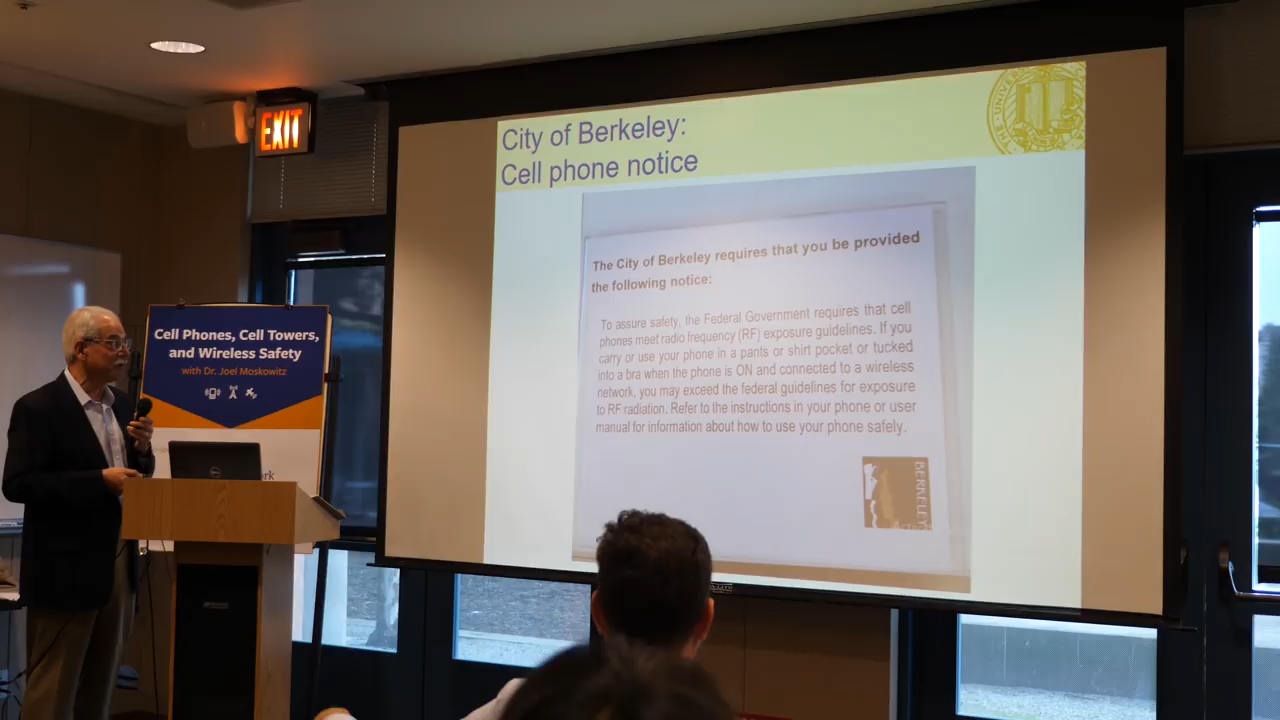 EXIT
City of Berkeley:
Cell phone notice
The City of Berkeley requires that you be provided
the following notice:
To assure safety, the Federal Government requires that cell
phones meet radio frequency (RF) exposure guidelines. If you
carry or use your phone in a pants or shirt pocket or tucked
into a bra when the phone is ON and connected to a wireless
network, you may exceed the federal guidelines for exposure
to RF radiation. Refer to the instructions in your phone or user
manual for information about how to use your phone safely.
BERKELEY
Cell Phones, Cell Towers,
and Wireless Safety
with Dr. Joel Moskowitz